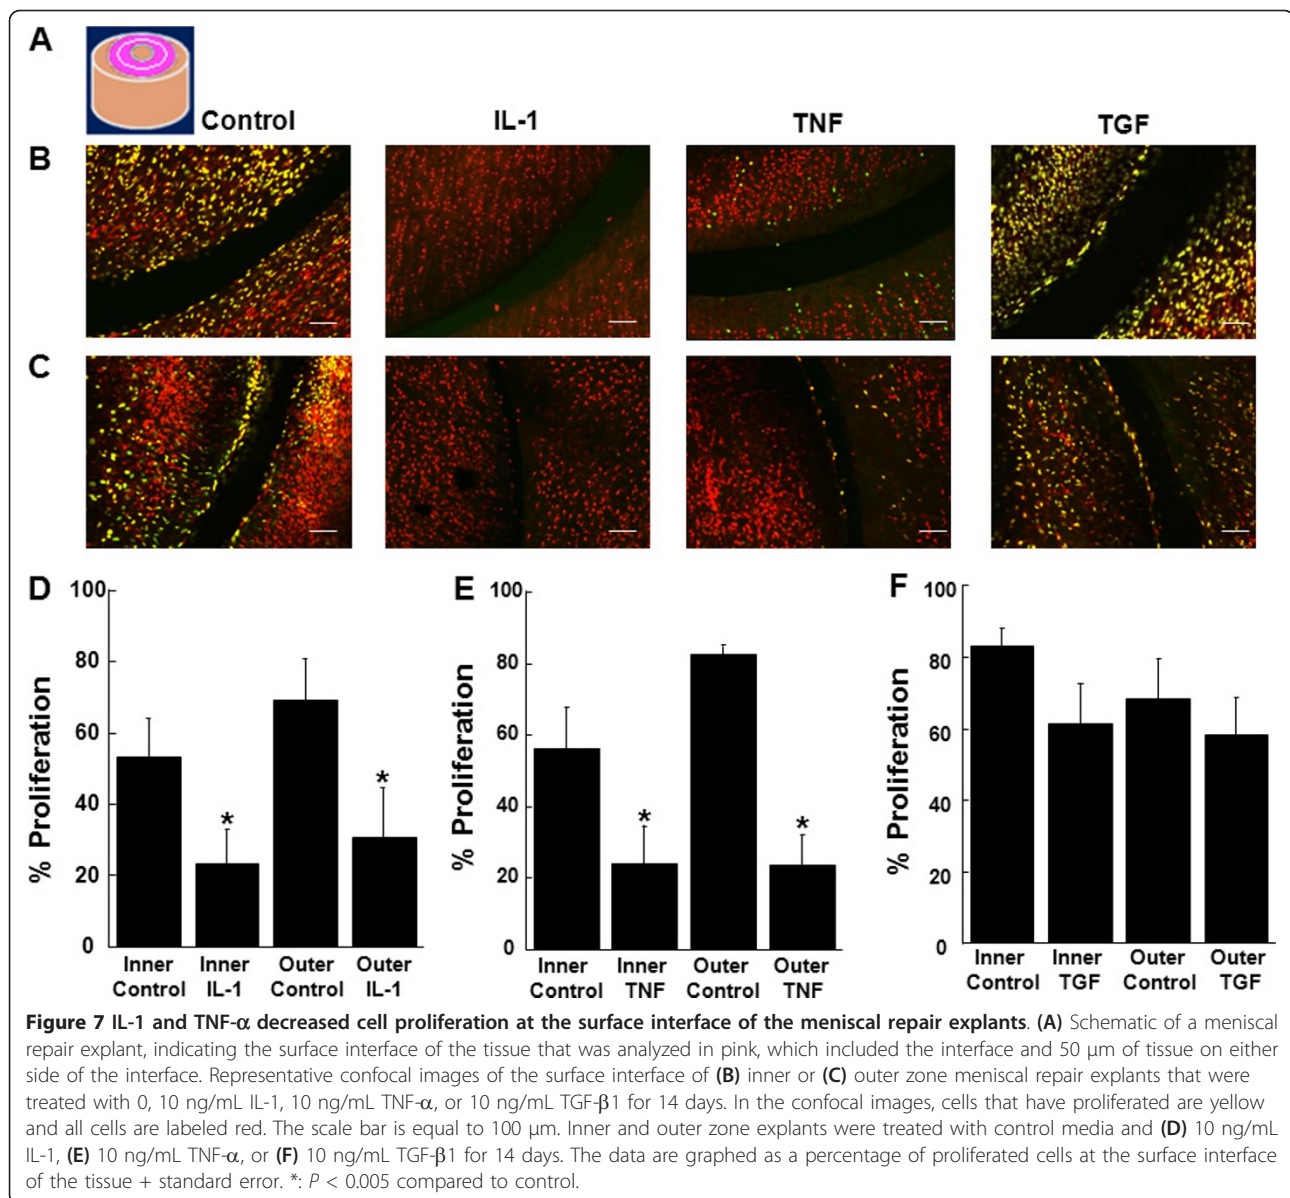 A
Control IL-1 TNF TGF
B
C
D
100
80
60
40
20
0
% Proliferation
Inner Control
Inner IL-1
Outer Control
Outer IL-1
*
*
E
100
80
60
40
20
0
% Proliferation
Inner Control
Inner TNF
Outer Control
Outer TNF
*
*
F
100
80
60
40
20
0
% Proliferation
Inner Control
Inner TGF
Outer Control
Outer TGF
Figure 7 IL-1 and TNF-α decreased cell proliferation at the surface interface of the meniscal repair explants. (A) Schematic of a meniscal
repair explant, indicating the surface interface of the tissue that was analyzed in pink, which included the interface and 50 μm of tissue on either
side of the interface. Representative confocal images of the surface interface of (B) inner or (C) outer zone meniscal repair explants that were
treated with 0, 10 ng/mL IL-1, 10 ng/mL TNF-α, or 10 ng/mL TGF-β1 for 14 days. In the confocal images, cells that have proliferated are yellow
and all cells are labeled red. The scale bar is equal to 100 μm. Inner and outer zone explants were treated with control media and (D) 10 ng/mL
IL-1, (E) 10 ng/mL TNF-α, or (F) 10 ng/mL TGF-β1 for 14 days. The data are graphed as a percentage of proliferated cells at the surface interface
of the tissue + standard error. *: P < 0.005 compared to control.